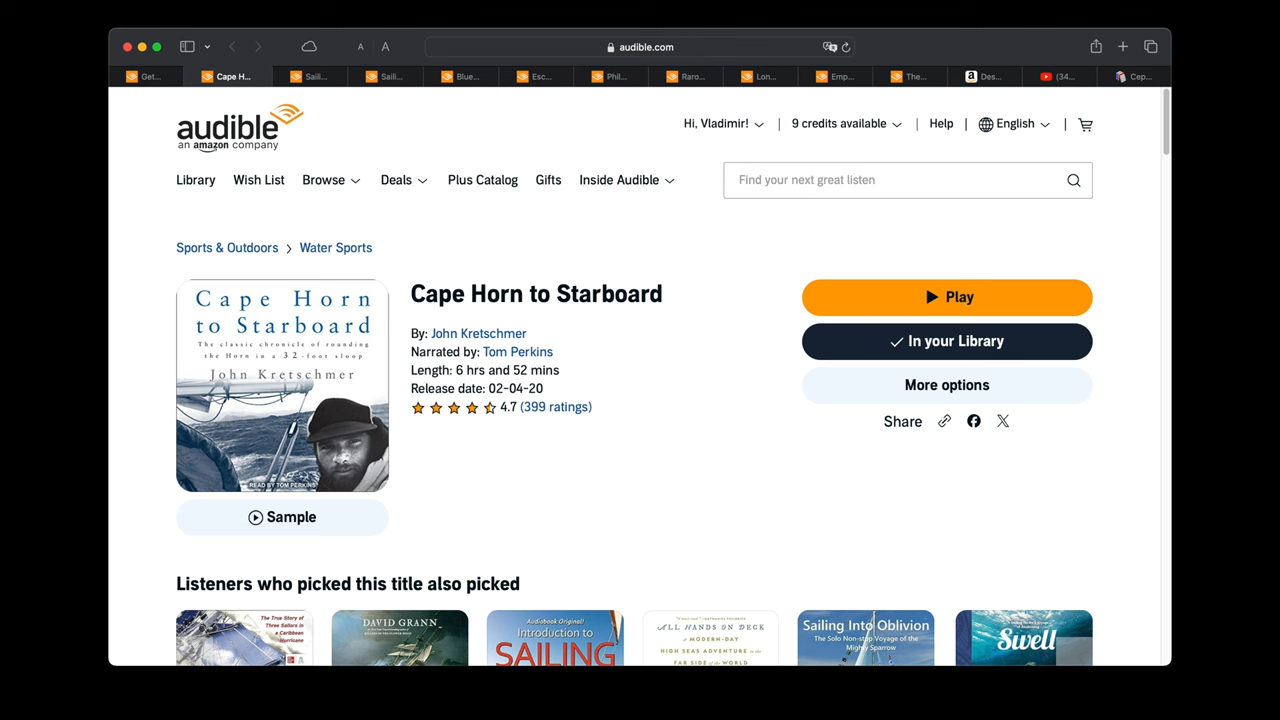 A A audible.com
Get... Cape H... Saili... Saili... Blue... Esc... Phil... Raro... Lon... Emp... The... Des... (34... Сер...
audible
an amazon company
Hi, Vladimir! 9 credits available Help English
Library Wish List Browse Deals Plus Catalog Gifts Inside Audible
Find your next great listen
Sports & Outdoors > Water Sports
Cape Horn
to Starboard
The classic chronicle of rounding
the Horn in a 32-foot sloop
John Kretschmer
READ BY TOM PERKINS
Sample
Cape Horn to Starboard
By: John Kretschmer
Narrated by: Tom Perkins
Length: 6 hrs and 52 mins
Release date: 02-04-20
4.7 (399 ratings)
Play
In your Library
More options
Share
Listeners who picked this title also picked
The True Story of
Three Sailors in
a Caribbean
Hurricane
DAVID GRANN
Audiobook Original!
Introduction to
SAILING
ALL HANDS ON DECK
A MODERN-DAY
HIGH SEAS ADVENTURE TO THE
FAR SIDE OF THE WORLD
Sailing Into Oblivion
The Solo Non-stop Voyage of the
Mighty Sparrow
Swell